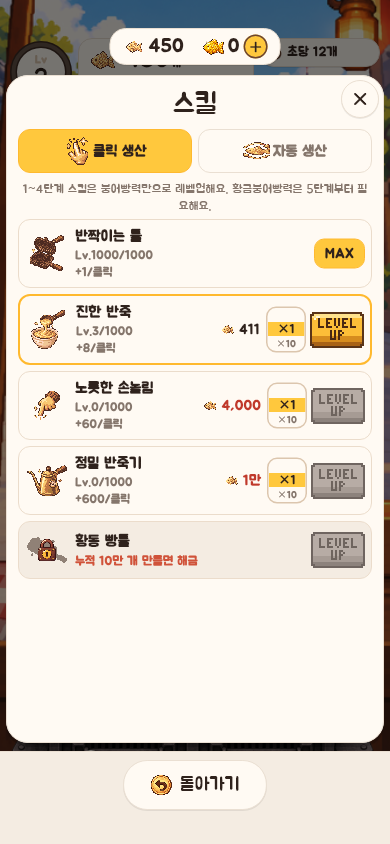 450
0
+
초당 12개
Lv
스킬
클릭 생산
자동 생산
1~4단계 스킬은 붕어빵력만으로 레벨업해요. 황금붕어빵력은 5단계부터 필
요해요.
반짝이는 틀
Lv.1000/1000
+1/클릭
MAX
진한 반죽
Lv.3/1000
+8/클릭
411
×1
×10
LEVEL
UP
노릇한 손놀림
Lv.0/1000
+60/클릭
4,000
×1
×10
LEVEL
UP
정밀 반죽기
Lv.0/1000
+600/클릭
1만
×1
×10
LEVEL
UP
황동 빵틀
누적 10만 개 만들면 해금
LEVEL
UP
돌아가기